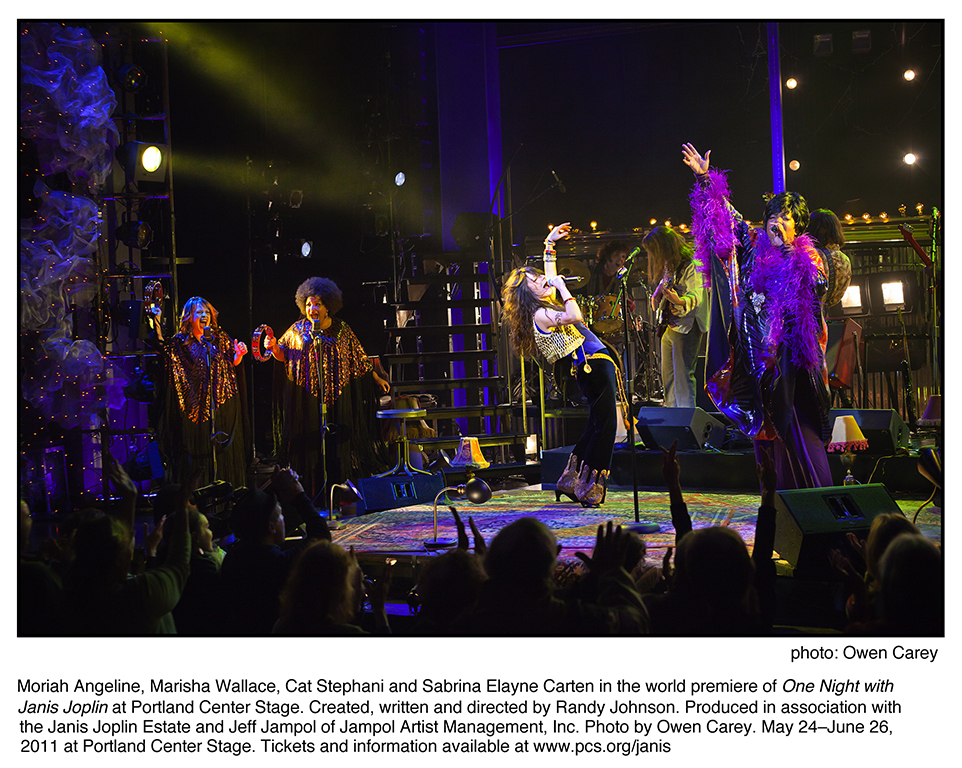 photo: Owen Carey
Moriah Angeline, Marisha Wallace, Cat Stephani and Sabrina Elayne Carten in the world premiere of One Night with
Janis Joplin at Portland Center Stage. Created, written and directed by Randy Johnson. Produced in association with
the Janis Joplin Estate and Jeff Jampol of Jampol Artist Management, Inc. Photo by Owen Carey. May 24–June 26,
2011 at Portland Center Stage. Tickets and information available at www.pcs.org/janis